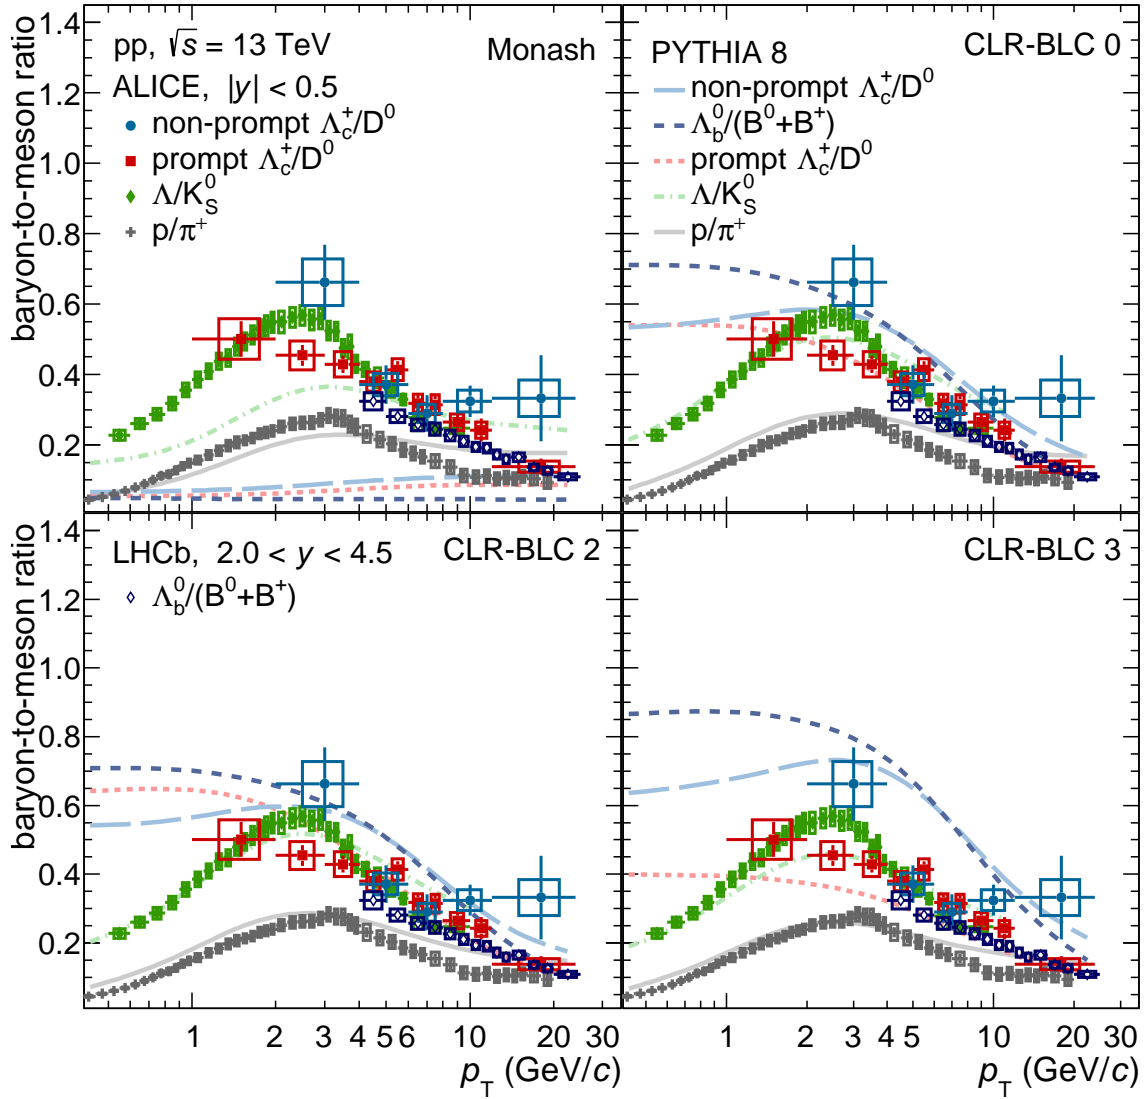 baryon-to-meson ratio
1.4
1.2
1.0
0.8
0.6
0.4
0.2
pp, √s = 13 TeV
Monash
ALICE, |y| < 0.5
non-prompt Λc+/D0
prompt Λc+/D0
Λ/KS0
p/π+
PYTHIA 8
CLR-BLC 0
non-prompt Λc+/D0
Λb0/(B0+B+)
prompt Λc+/D0
Λ/KS0
p/π+
baryon-to-meson ratio
1.4
1.2
1.0
0.8
0.6
0.4
0.2
LHCb, 2.0 < y < 4.5
CLR-BLC 2
Λb0/(B0+B+)
CLR-BLC 3
1 2 3 4 5 6 10 20 30
pT (GeV/c)
1 2 3 4 5 10 20 30
pT (GeV/c)